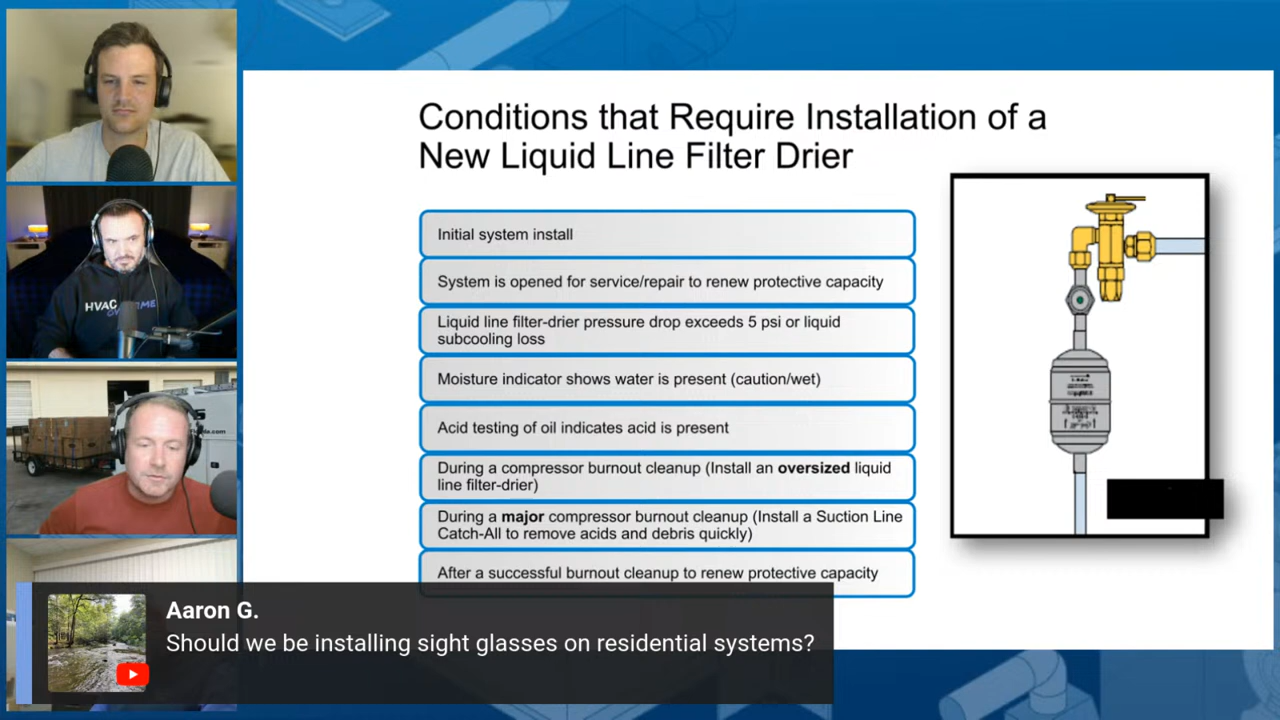 Conditions that Require Installation of a
New Liquid Line Filter Drier
Initial system install
System is opened for service/repair to renew protective capacity
Liquid line filter-drier pressure drop exceeds 5 psi or liquid
subcooling loss
Moisture indicator shows water is present (caution/wet)
Acid testing of oil indicates acid is present
During a compressor burnout cleanup (Install an oversized liquid
line filter-drier)
During a major compressor burnout cleanup (Install a Suction Line
Catch-All to remove acids and debris quickly)
After a successful burnout cleanup to renew protective capacity
HVAC
Aaron G.
Should we be installing sight glasses on residential systems?